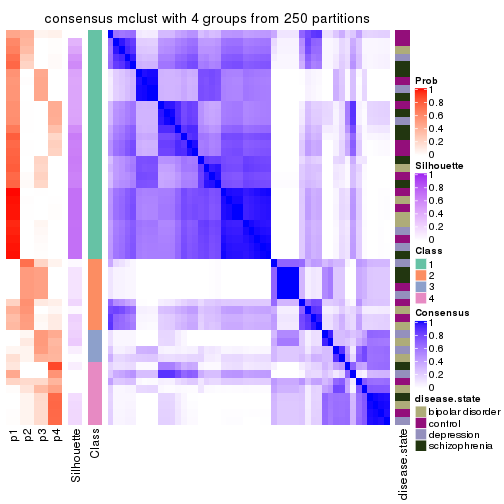 consensus mclust with 4 groups from 250 partitions
p1
p2
p3
p4
Silhouette
Class
disease.state
Prob
1
0.8
0.6
0.4
0.2
0
Silhouette
1
0.8
0.6
0.4
0.2
0
Class
1
2
3
4
Consensus
1
0.8
0.6
0.4
0.2
0
disease.state
bipolar disorder
control
depression
schizophrenia